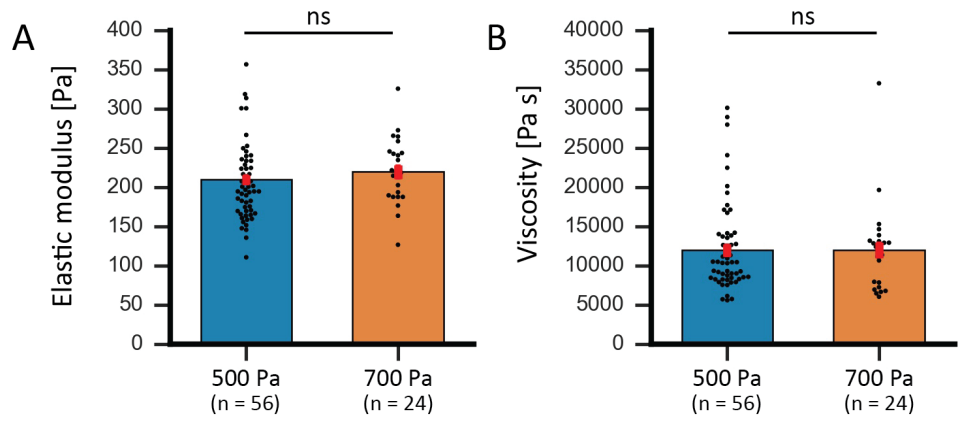 A
ns
Elastic modulus [Pa]
400
350
300
250
200
150
100
50
0
500 Pa
(n = 56)
700 Pa
(n = 24)
B
ns
Viscosity [Pa s]
40000
35000
30000
25000
20000
15000
10000
5000
0
500 Pa
(n = 56)
700 Pa
(n = 24)